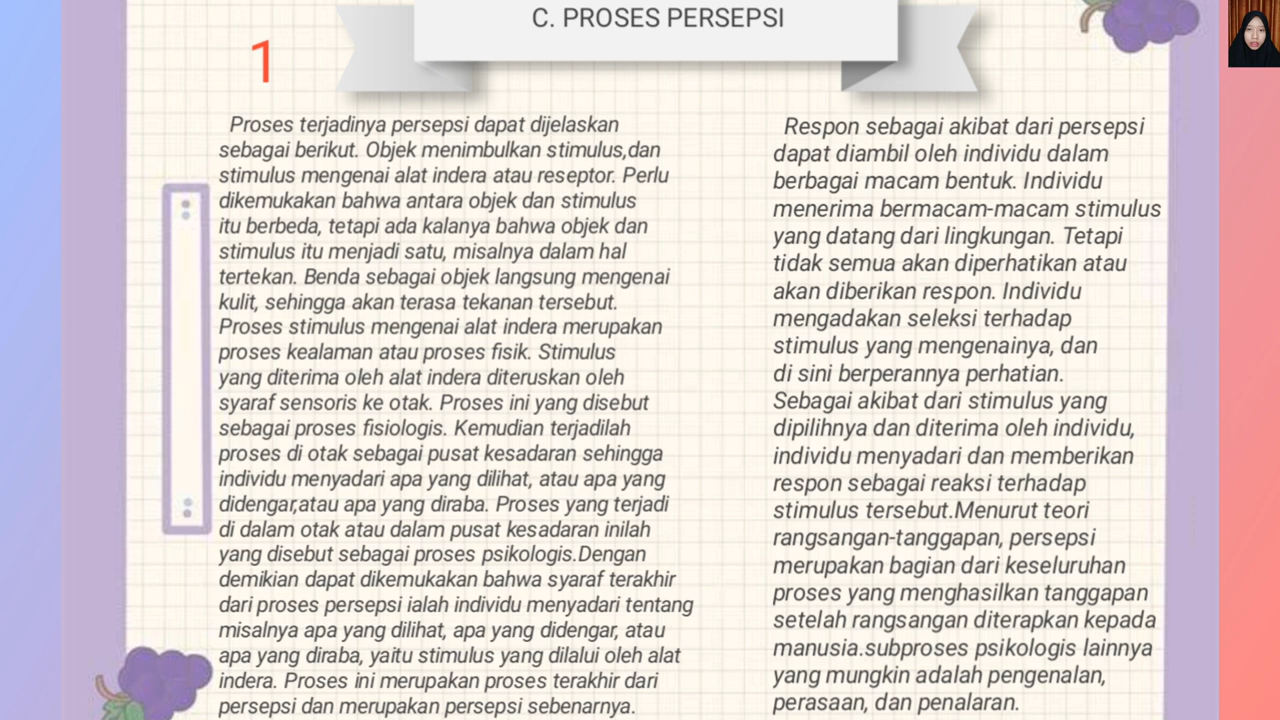 C. PROSES PERSEPSI
1
Proses terjadinya persepsi dapat dijelaskan
sebagai berikut. Objek menimbulkan stimulus,dan
stimulus mengenai alat indera atau reseptor. Perlu
dikemukakan bahwa antara objek dan stimulus
itu berbeda, tetapi ada kalanya bahwa objek dan
stimulus itu menjadi satu, misalnya dalam hal
tertekan. Benda sebagai objek langsung mengenai
kulit, sehingga akan terasa tekanan tersebut.
Proses stimulus mengenai alat indera merupakan
proses kealaman atau proses fisik. Stimulus
yang diterima oleh alat indera diteruskan oleh
syaraf sensoris ke otak. Proses ini yang disebut
sebagai proses fisiologis. Kemudian terjadilah
proses di otak sebagai pusat kesadaran sehingga
individu menyadari apa yang dilihat, atau apa yang
didengar,atau apa yang diraba. Proses yang terjadi
di dalam otak atau dalam pusat kesadaran inilah
yang disebut sebagai proses psikologis.Dengan
demikian dapat dikemukakan bahwa syaraf terakhir
dari proses persepsi ialah individu menyadari tentang
misalnya apa yang dilihat, apa yang didengar, atau
apa yang diraba, yaitu stimulus yang dilalui oleh alat
indera. Proses ini merupakan proses terakhir dari
persepsi dan merupakan persepsi sebenarnya.
Respon sebagai akibat dari persepsi
dapat diambil oleh individu dalam
berbagai macam bentuk. Individu
menerima bermacam-macam stimulus
yang datang dari lingkungan. Tetapi
tidak semua akan diperhatikan atau
akan diberikan respon. Individu
mengadakan seleksi terhadap
stimulus yang mengenainya, dan
di sini berperannya perhatian.
Sebagai akibat dari stimulus yang
dipilihnya dan diterima oleh individu,
individu menyadari dan memberikan
respon sebagai reaksi terhadap
stimulus tersebut.Menurut teori
rangsangan-tanggapan, persepsi
merupakan bagian dari keseluruhan
proses yang menghasilkan tanggapan
setelah rangsangan diterapkan kepada
manusia.subproses psikologis lainnya
yang mungkin adalah pengenalan,
perasaan, dan penalaran.